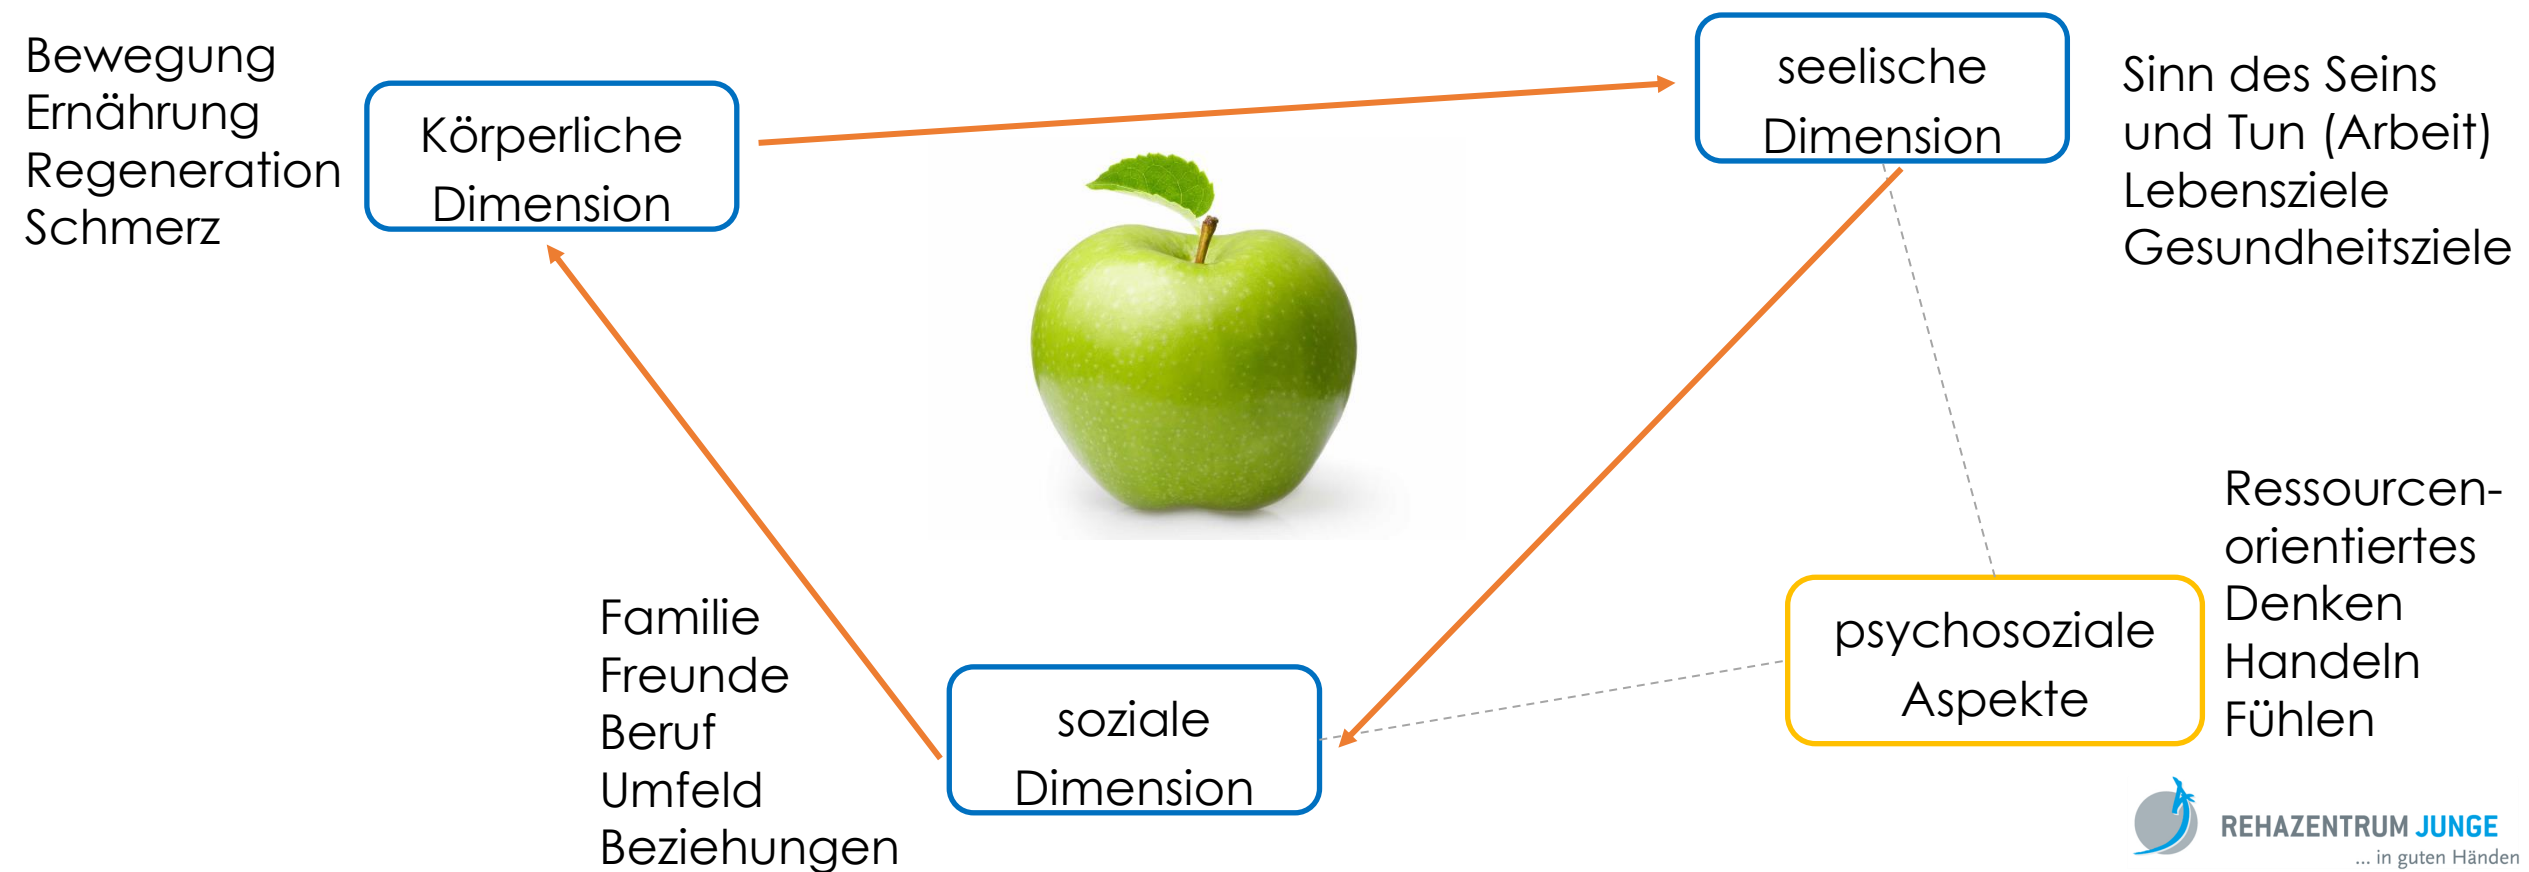 Bewegung
Ernährung
Regeneration
Schmerz
Körperliche
Dimension
seelische
Dimension
Sinn des Seins
und Tun (Arbeit)
Lebensziele
Gesundheitsziele
Familie
Freunde
Beruf
Umfeld
Beziehungen
soziale
Dimension
psychosoziale
Aspekte
Ressourcen-
orientiertes
Denken
Handeln
Fühlen
REHAZENTRUM JUNGE
... in guten Händen